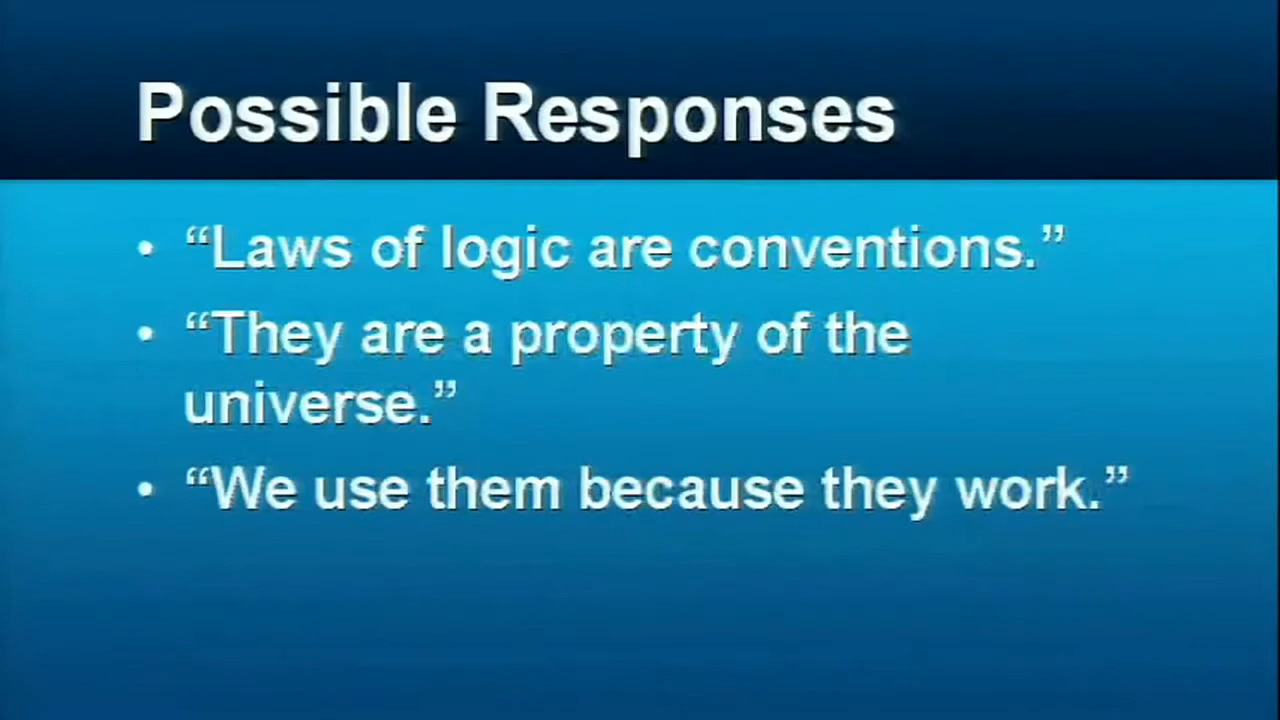 Possible Responses
• “Laws of logic are conventions.”
• “They are a property of the
universe.”
• “We use them because they work.”